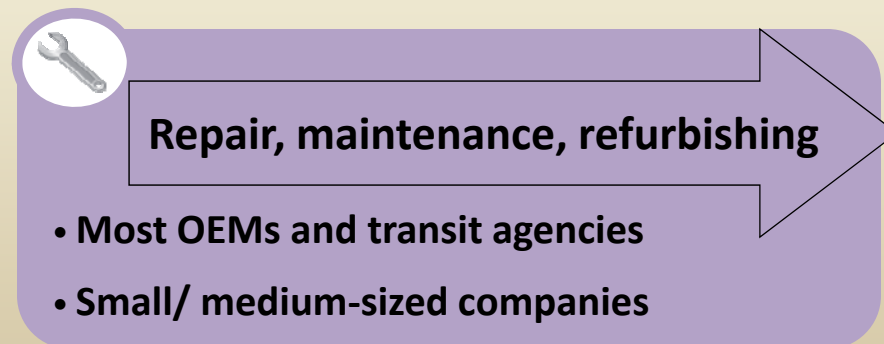 Repair, maintenance, refurbishing
• Most OEMs and transit agencies
• Small/ medium-sized companies